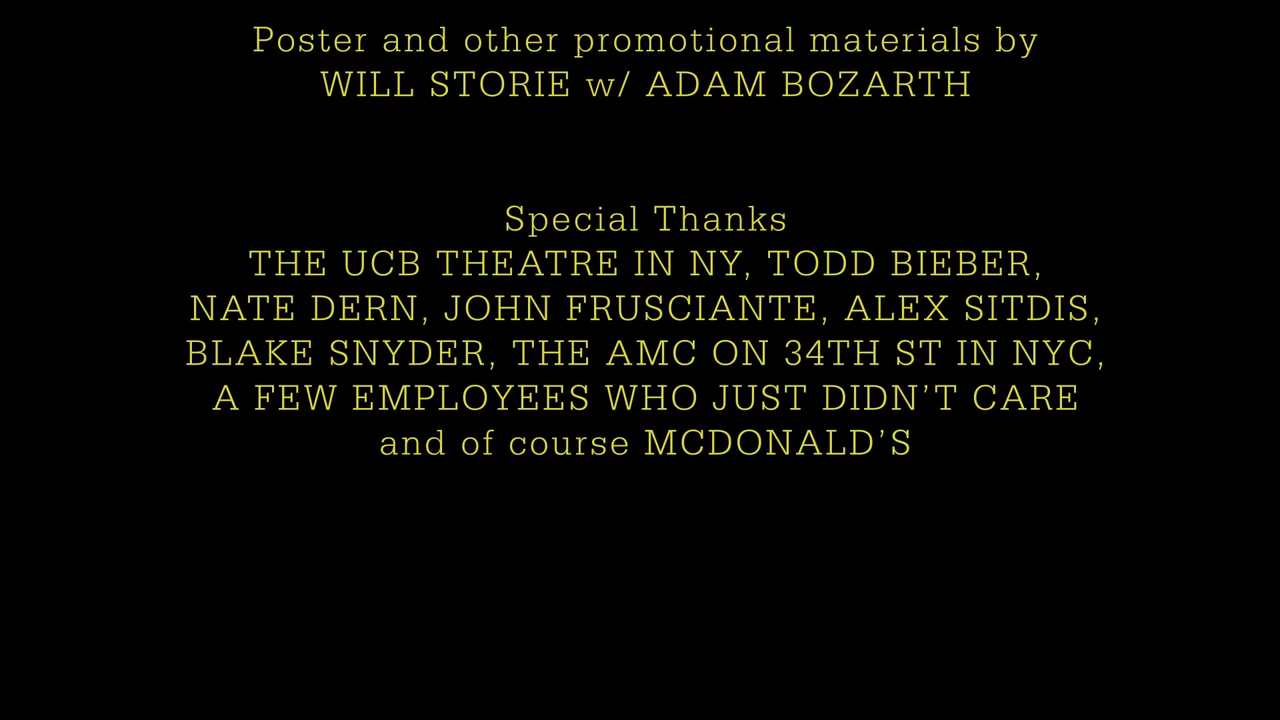 Poster and other promotional materials by
WILL STORIE w/ ADAM BOZARTH
Special Thanks
THE UCB THEATRE IN NY, TODD BIEBER,
NATE DERN, JOHN FRUSCIANTE, ALEX SITDIS,
BLAKE SNYDER, THE AMC ON 34TH ST IN NYC,
A FEW EMPLOYEES WHO JUST DIDN’T CARE
and of course MCDONALD’S